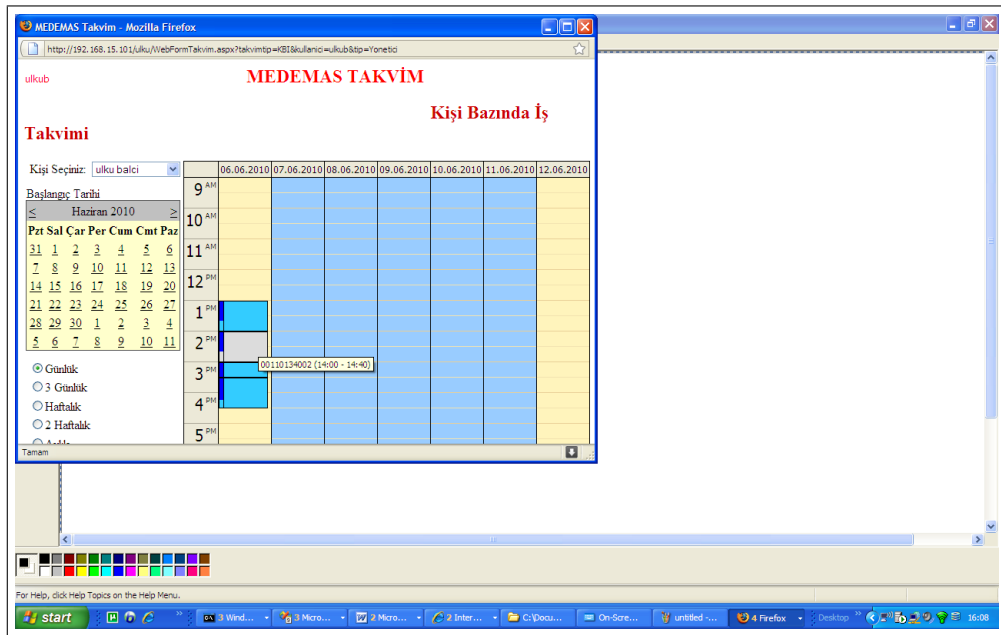 MEDEMAS Takvim - Mozilla Firefox
http://192.168.15.101/ulku/WebFormTakvim.aspx?takvimtip=KBI&kullanici=ulkub&tip=Yonetici
ulkub
MEDEMAS TAKVİM
Kişi Bazında İş
Takvimi
Kişi Seçiniz: ulku balci
Başlangıç Tarihi
< Haziran 2010 >
Pzt Sal Çar Per Cum Cmt Paz
31 1 2 3 4 5 6
7 8 9 10 11 12 13
14 15 16 17 18 19 20
21 22 23 24 25 26 27
28 29 30 1 2 3 4
5 6 7 8 9 10 11
Günlük
3 Günlük
Haftalık
2 Haftalık
06.06.2010 07.06.2010 08.06.2010 09.06.2010 10.06.2010 11.06.2010 12.06.2010
9 AM
10 AM
11 AM
12 PM
1 PM
2 PM
00110134002 (14:00 - 14:40)
3 PM
4 PM
5 PM
Tamam
For Help, click Help Topics on the Help Menu.
start
3 Wind...
3 Micro...
2 Micro...
2 Inter...
C:\Docu...
On-Scre...
untitled -...
4 Firefox
Desktop
16:08